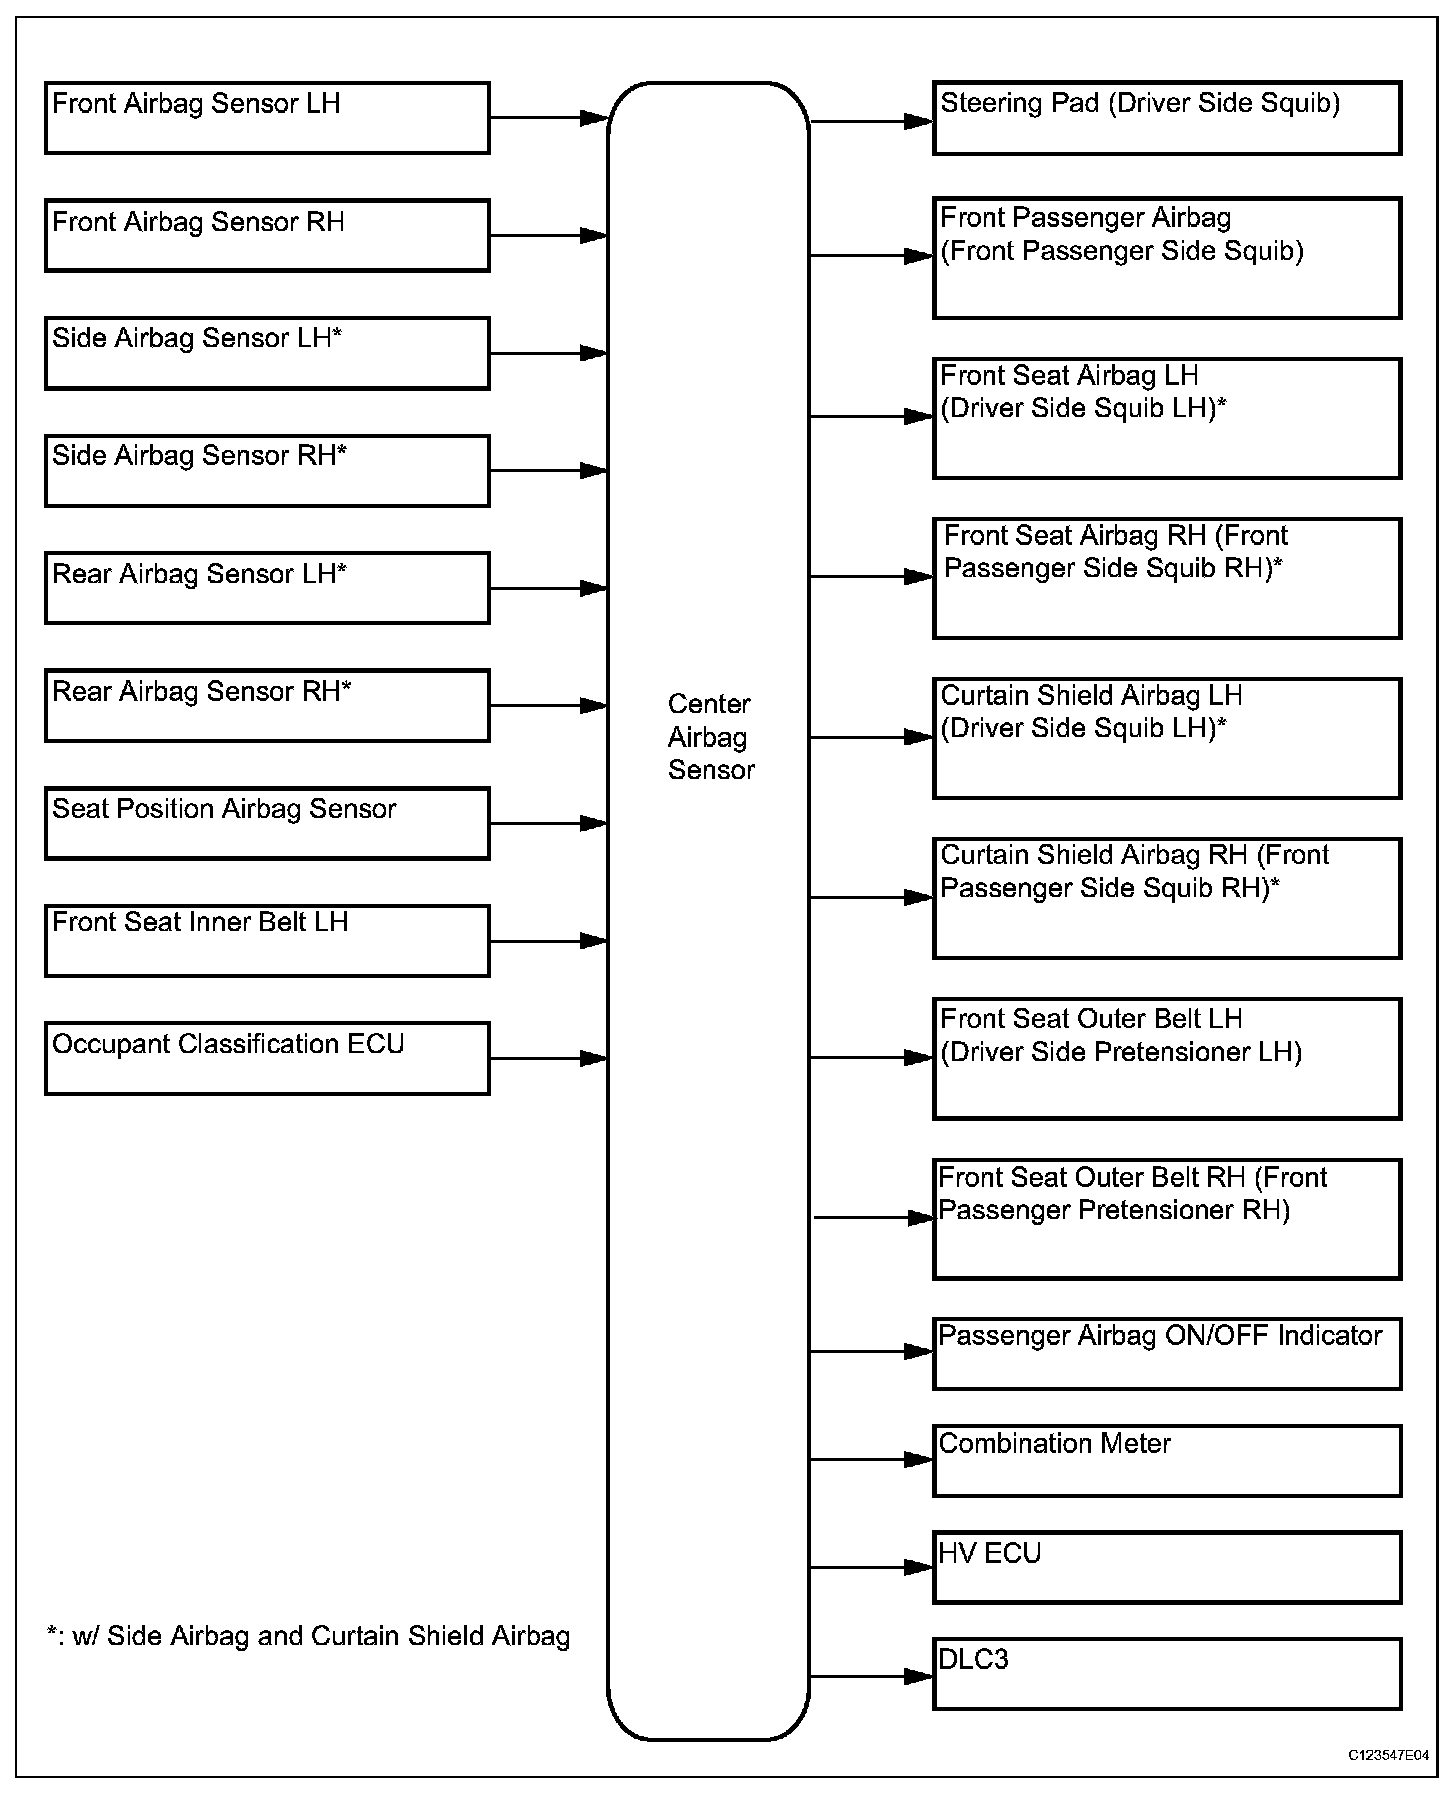 Front Airbag Sensor LH
Front Airbag Sensor RH
Side Airbag Sensor LH*
Side Airbag Sensor RH*
Rear Airbag Sensor LH*
Rear Airbag Sensor RH*
Seat Position Airbag Sensor
Front Seat Inner Belt LH
Occupant Classification ECU
*: w/ Side Airbag and Curtain Shield Airbag
Center
Airbag
Sensor
Steering Pad (Driver Side Squib)
Front Passenger Airbag
(Front Passenger Side Squib)
Front Seat Airbag LH
(Driver Side Squib LH)*
Front Seat Airbag RH (Front
Passenger Side Squib RH)*
Curtain Shield Airbag LH
(Driver Side Squib LH)*
Curtain Shield Airbag RH (Front
Passenger Side Squib RH)*
Front Seat Outer Belt LH
(Driver Side Pretensioner LH)
Front Seat Outer Belt RH (Front
Passenger Pretensioner RH)
Passenger Airbag ON/OFF Indicator
Combination Meter
HV ECU
DLC3
C123547E04